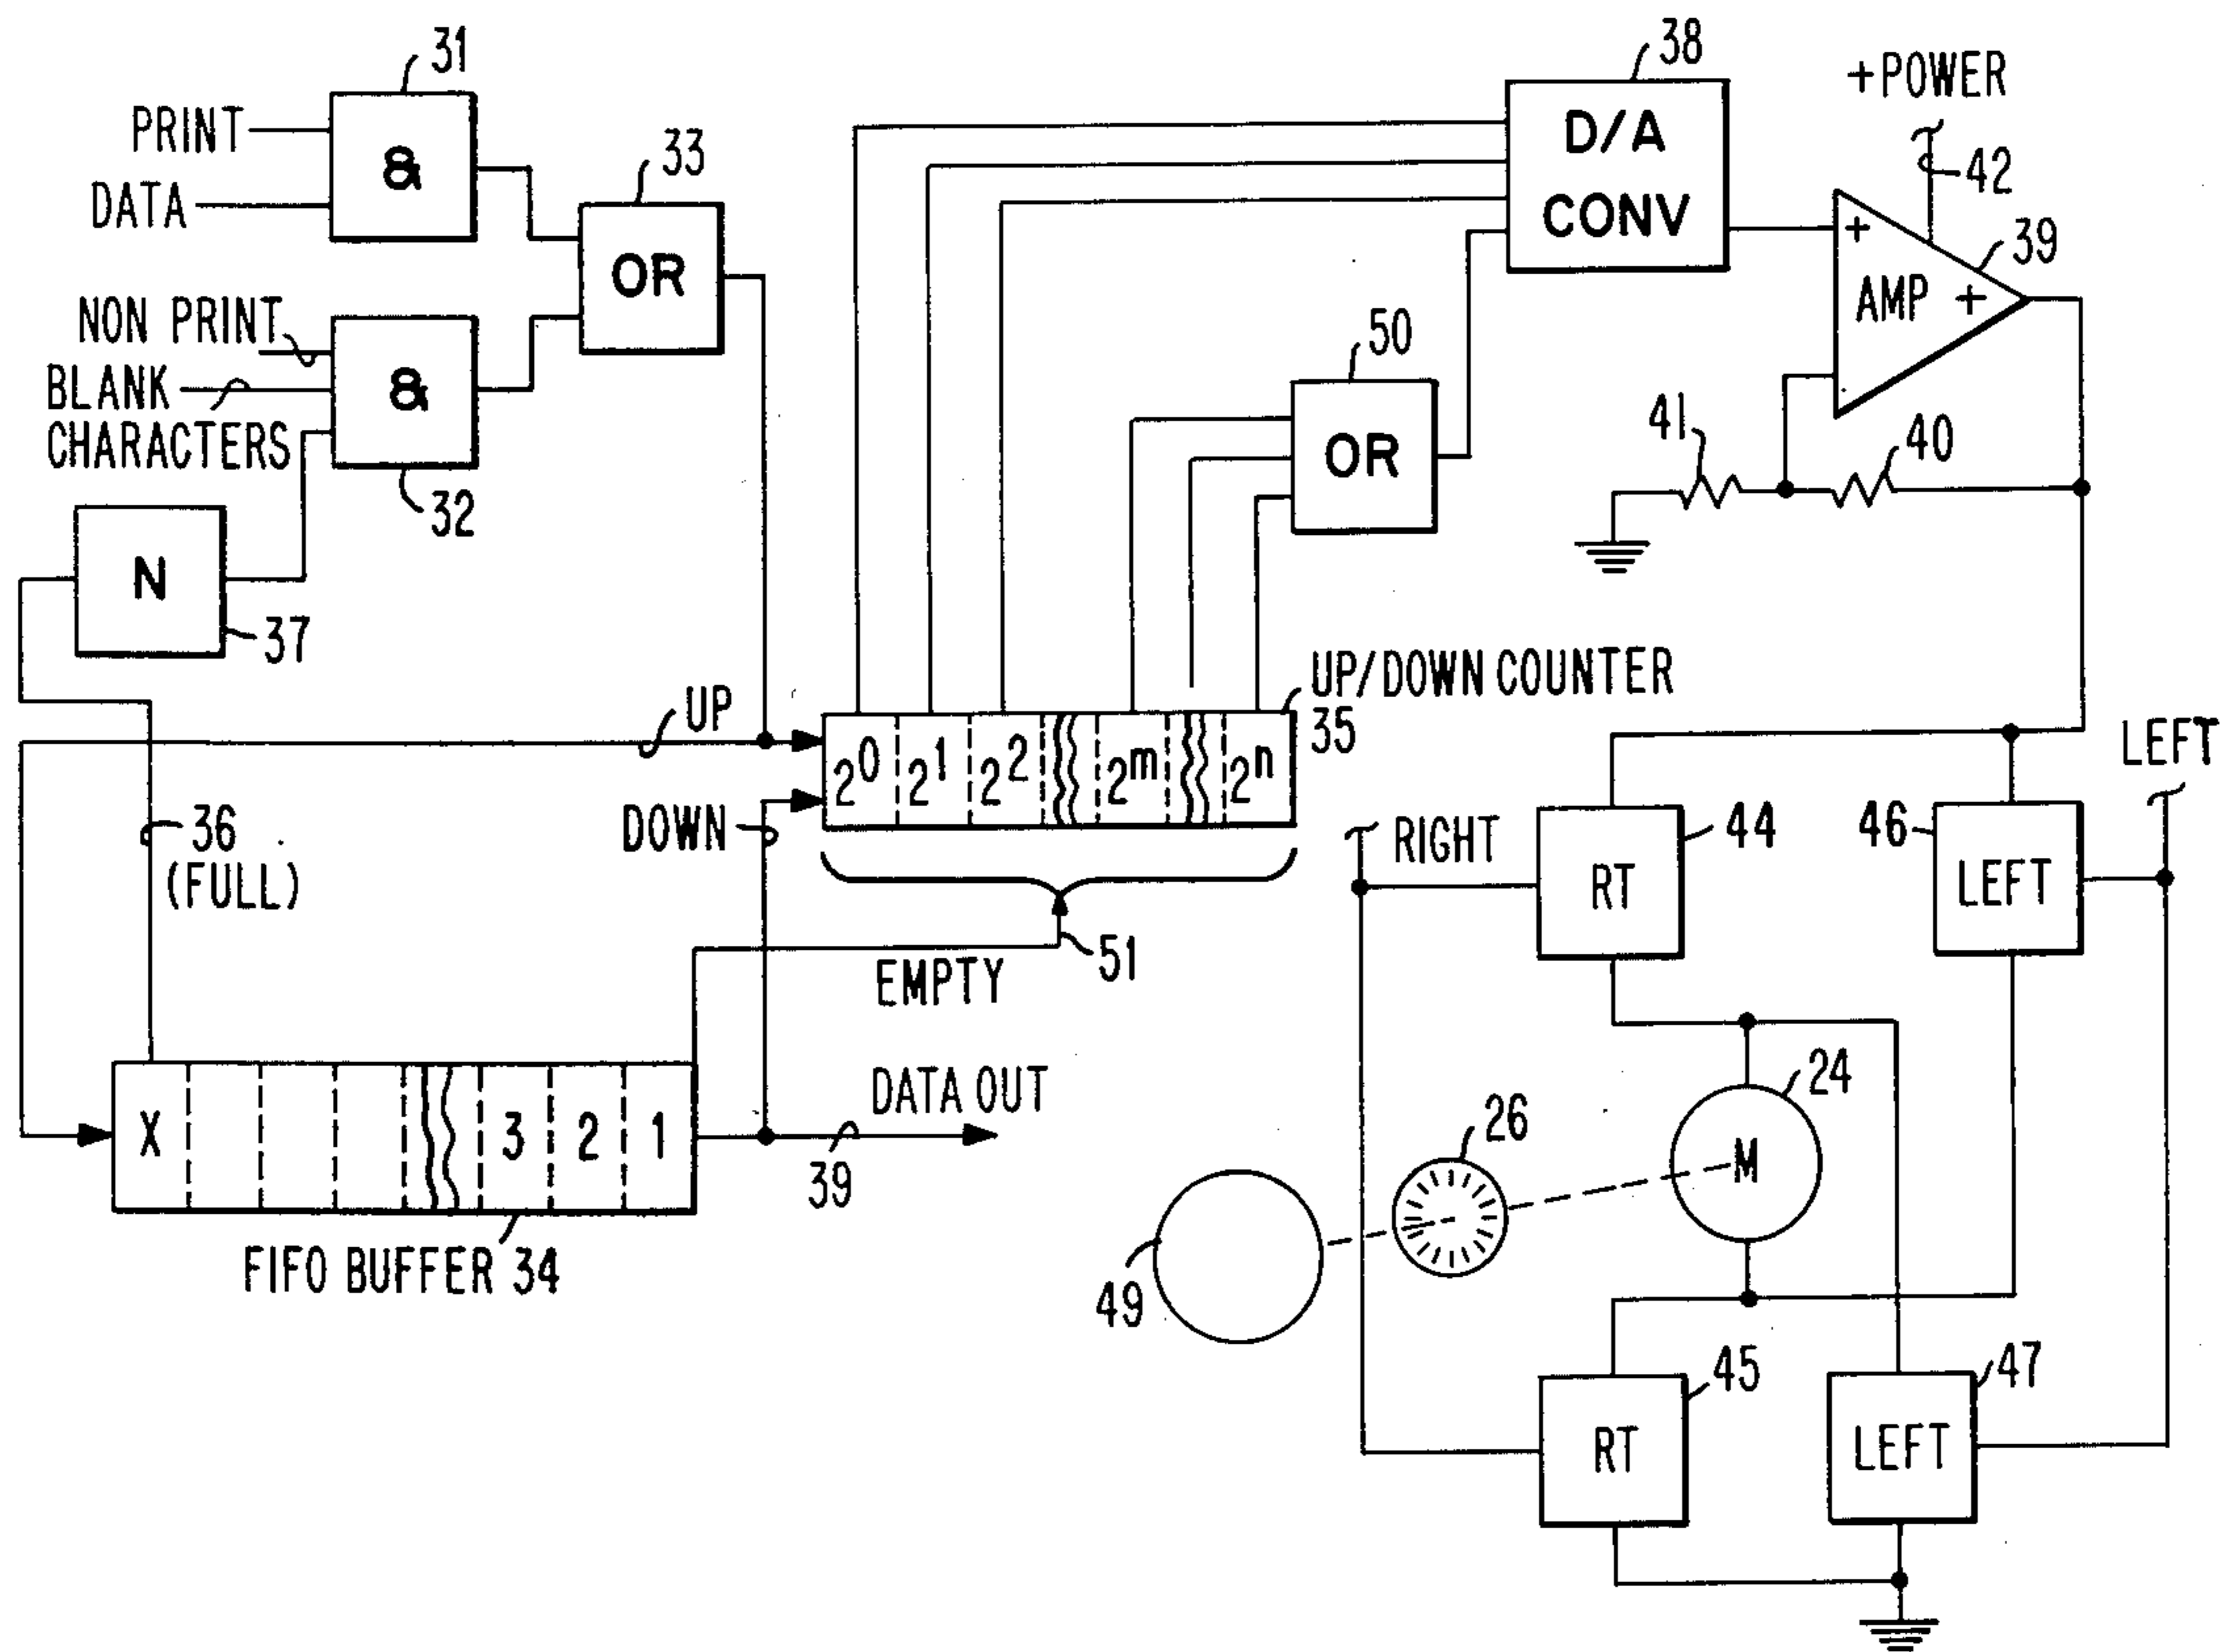 31
PRINT
DATA
&
33
OR
NON PRINT
BLANK
CHARACTERS
&
32
N
37
38
D/A
CONV
+POWER
42
39
+
AMP
+
-
50
OR
41
40
UP
UP/DOWN COUNTER
35
2^0 2^1 2^2 2^m 2^n
DOWN
36
(FULL)
EMPTY
51
X 3 2 1
DATA OUT
39
FIFO BUFFER 34
RIGHT
RT
44
46
LEFT
LEFT
24
M
26
49
RT
45
LEFT
47